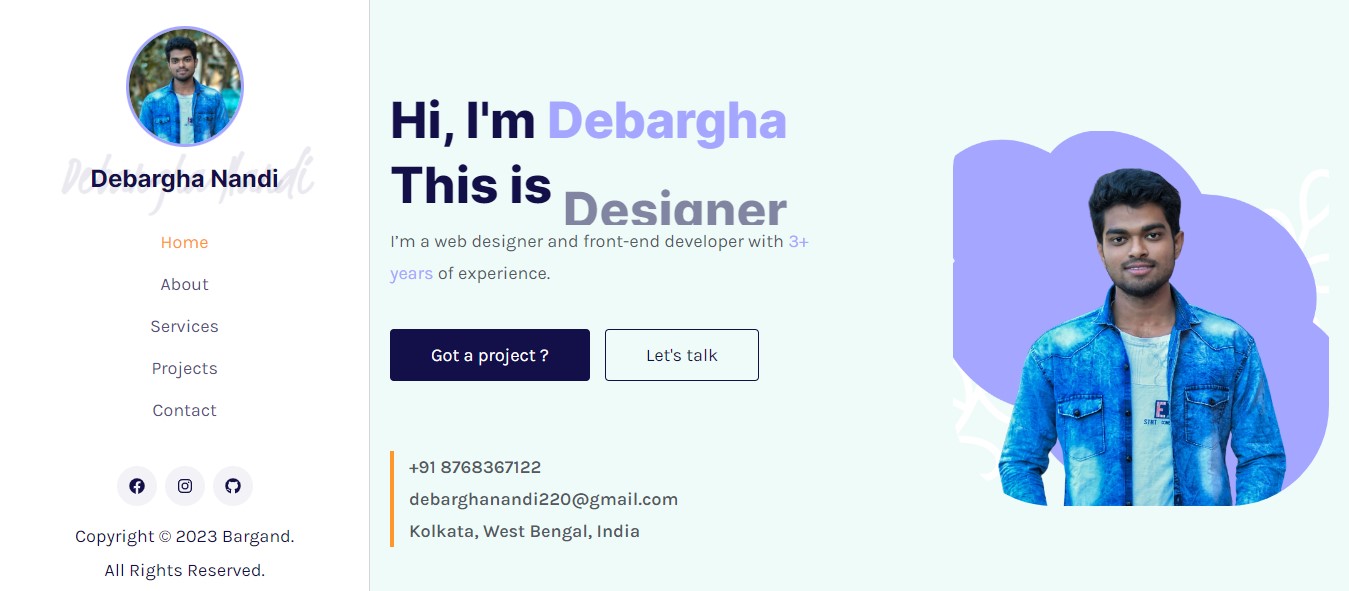 Debargha Nandi
Debargha Nandi
Home
About
Services
Projects
Contact
Copyright © 2023 Bargand.
All Rights Reserved.
Hi, I'm Debargha
This is Designer
I'm a web designer and front-end developer with 3+
years of experience.
Got a project ?
Let's talk
+91 8768367122
debarghanandi220@gmail.com
Kolkata, West Bengal, India